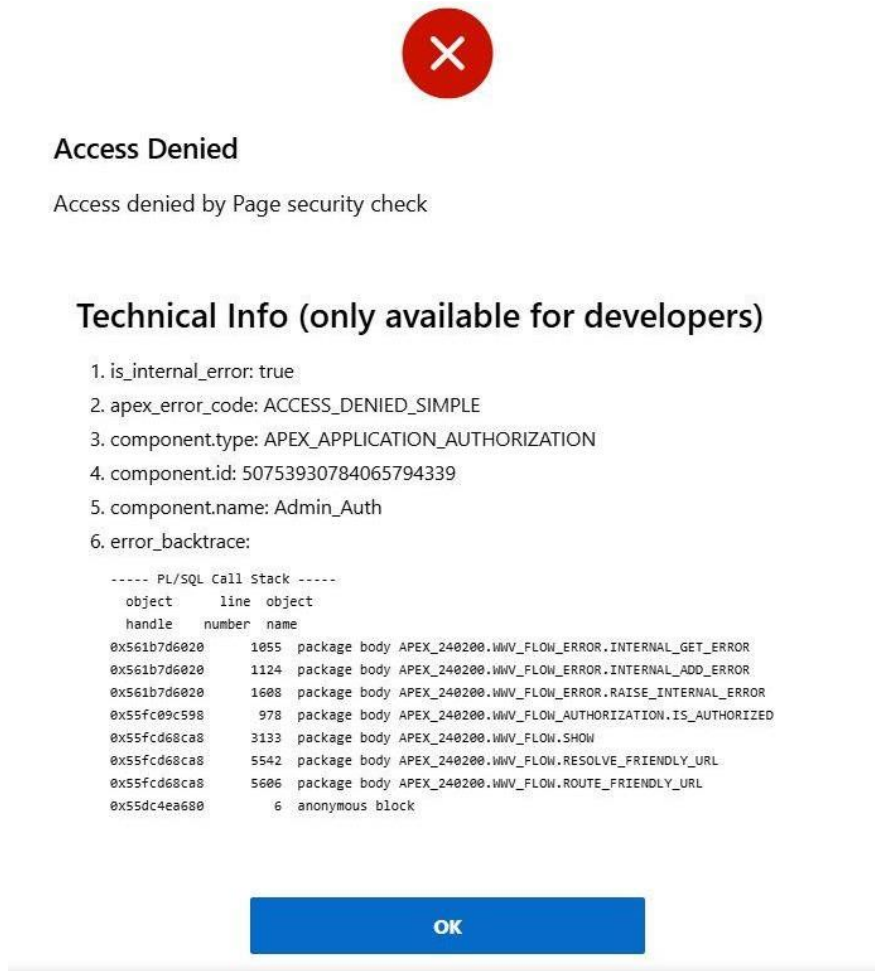 Access Denied
Access denied by Page security check
Technical Info (only available for developers)
1. is_internal_error: true
2. apex_error_code: ACCESS_DENIED_SIMPLE
3. component.type: APEX_APPLICATION_AUTHORIZATION
4. component.id: 50753930784065794339
5. component.name: Admin_Auth
6. error_backtrace:
----- PL/SQL Call Stack -----
object line object
handle number name
0x561b7d6020 1055 package body APEX_240200.WWV_FLOW_ERROR.INTERNAL_GET_ERROR
0x561b7d6020 1124 package body APEX_240200.WWV_FLOW_ERROR.INTERNAL_ADD_ERROR
0x561b7d6020 1608 package body APEX_240200.WWV_FLOW_ERROR.RAISE_INTERNAL_ERROR
0x55fc09c598 978 package body APEX_240200.WWV_FLOW_AUTHORIZATION.IS_AUTHORIZED
0x55fcd68ca8 3133 package body APEX_240200.WWV_FLOW.SHOW
0x55fcd68ca8 5542 package body APEX_240200.WWV_FLOW.RESOLVE_FRIENDLY_URL
0x55fcd68ca8 5606 package body APEX_240200.WWV_FLOW.ROUTE_FRIENDLY_URL
0x55dc4ea680 6 anonymous block
OK